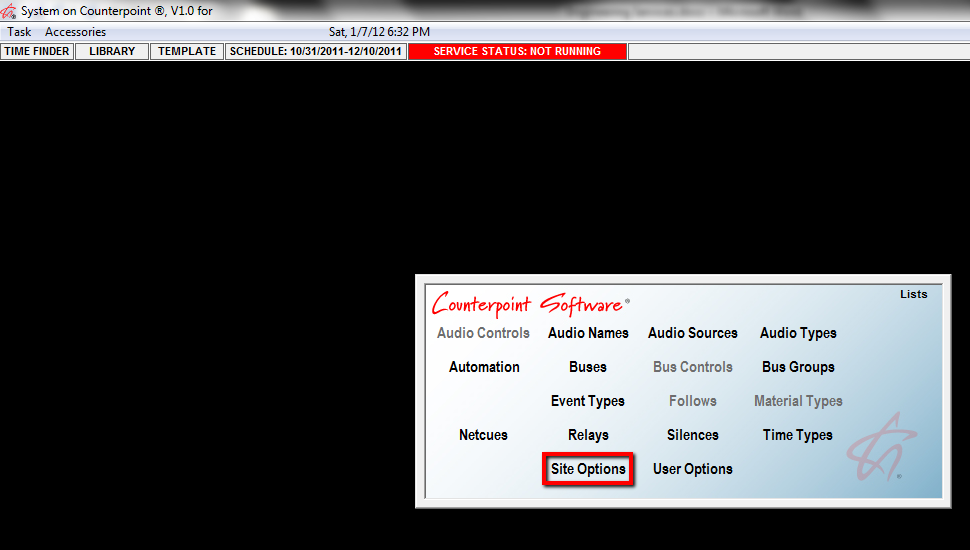 System on Counterpoint ®, V1.0 for
Task Accessories Sat, 1/7/12 6:32 PM
TIME FINDER LIBRARY TEMPLATE SCHEDULE: 10/31/2011-12/10/2011 SERVICE STATUS: NOT RUNNING
Lists
Counterpoint Software®
Audio Controls Audio Names Audio Sources Audio Types
Automation Buses Bus Controls Bus Groups
Event Types Follows Material Types
Netcues Relays Silences Time Types
Site Options User Options
®